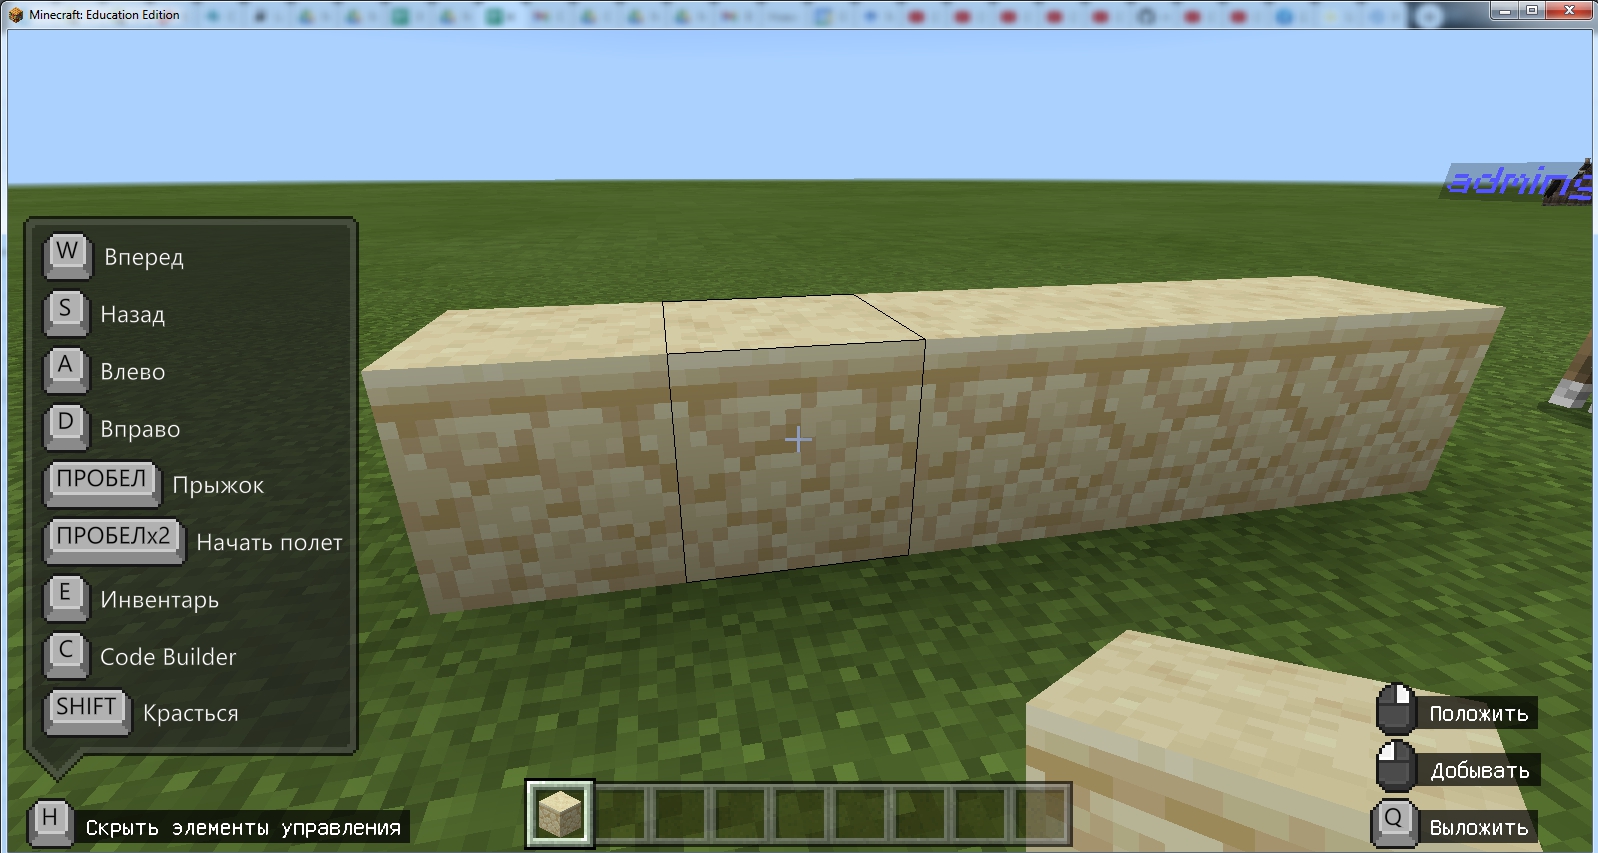 Minecraft: Education Edition
admins
W Вперед
S Назад
A Влево
D Вправо
ПРОБЕЛ Прыжок
ПРОБЕЛx2 Начать полет
E Инвентарь
C Code Builder
SHIFT Красться
H Скрыть элементы управления
Положить
Добывать
Q Выложить